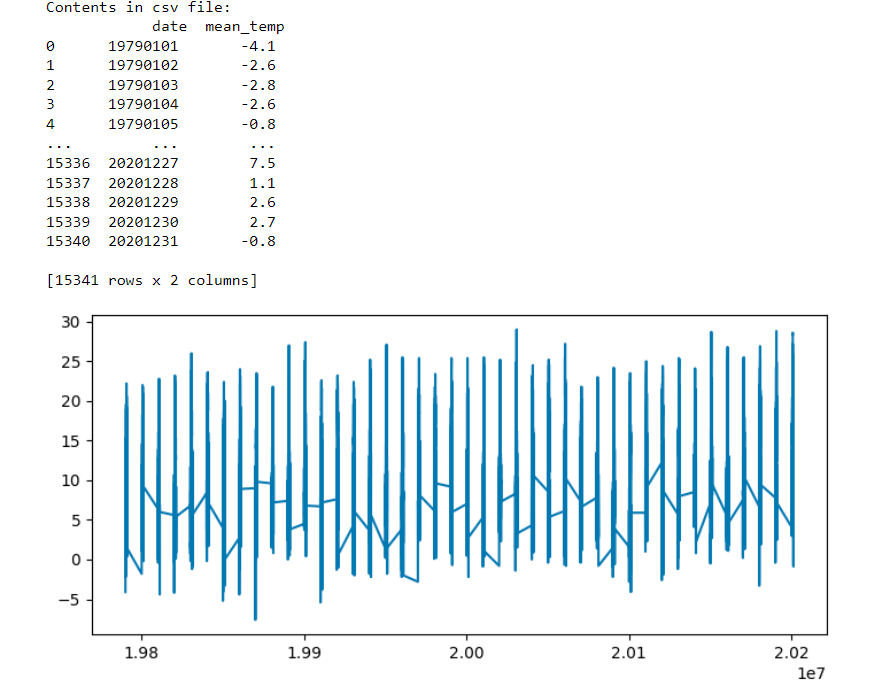 Contents in csv file:
date mean_temp
0 19790101 -4.1
1 19790102 -2.6
2 19790103 -2.8
3 19790104 -2.6
4 19790105 -0.8
... ... ...
15336 20201227 7.5
15337 20201228 1.1
15338 20201229 2.6
15339 20201230 2.7
15340 20201231 -0.8
[15341 rows x 2 columns]
30
25
20
15
10
5
0
−5
1.98 1.99 2.00 2.01 2.02
1e7